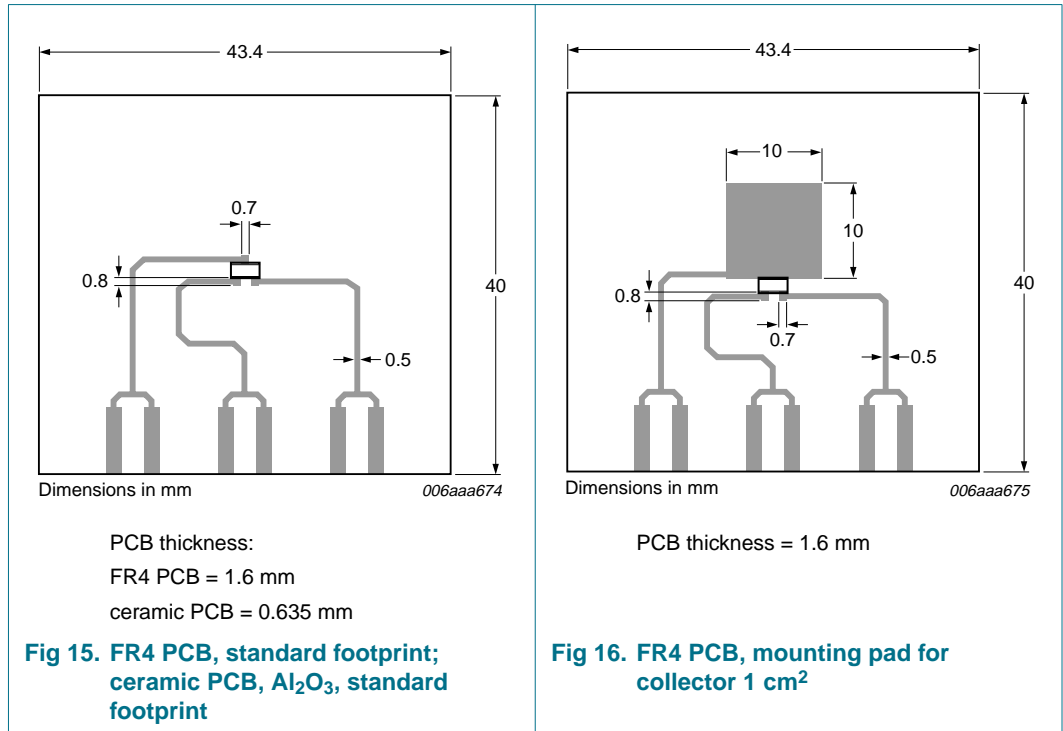 43.4
0.7
0.8
40
0.5
Dimensions in mm
006aaa674
PCB thickness:
FR4 PCB = 1.6 mm
ceramic PCB = 0.635 mm
Fig 15. FR4 PCB, standard footprint;
ceramic PCB, Al2O3, standard
footprint
43.4
10
10
40
0.8
0.7
0.5
Dimensions in mm
006aaa675
PCB thickness = 1.6 mm
Fig 16. FR4 PCB, mounting pad for
collector 1 cm²